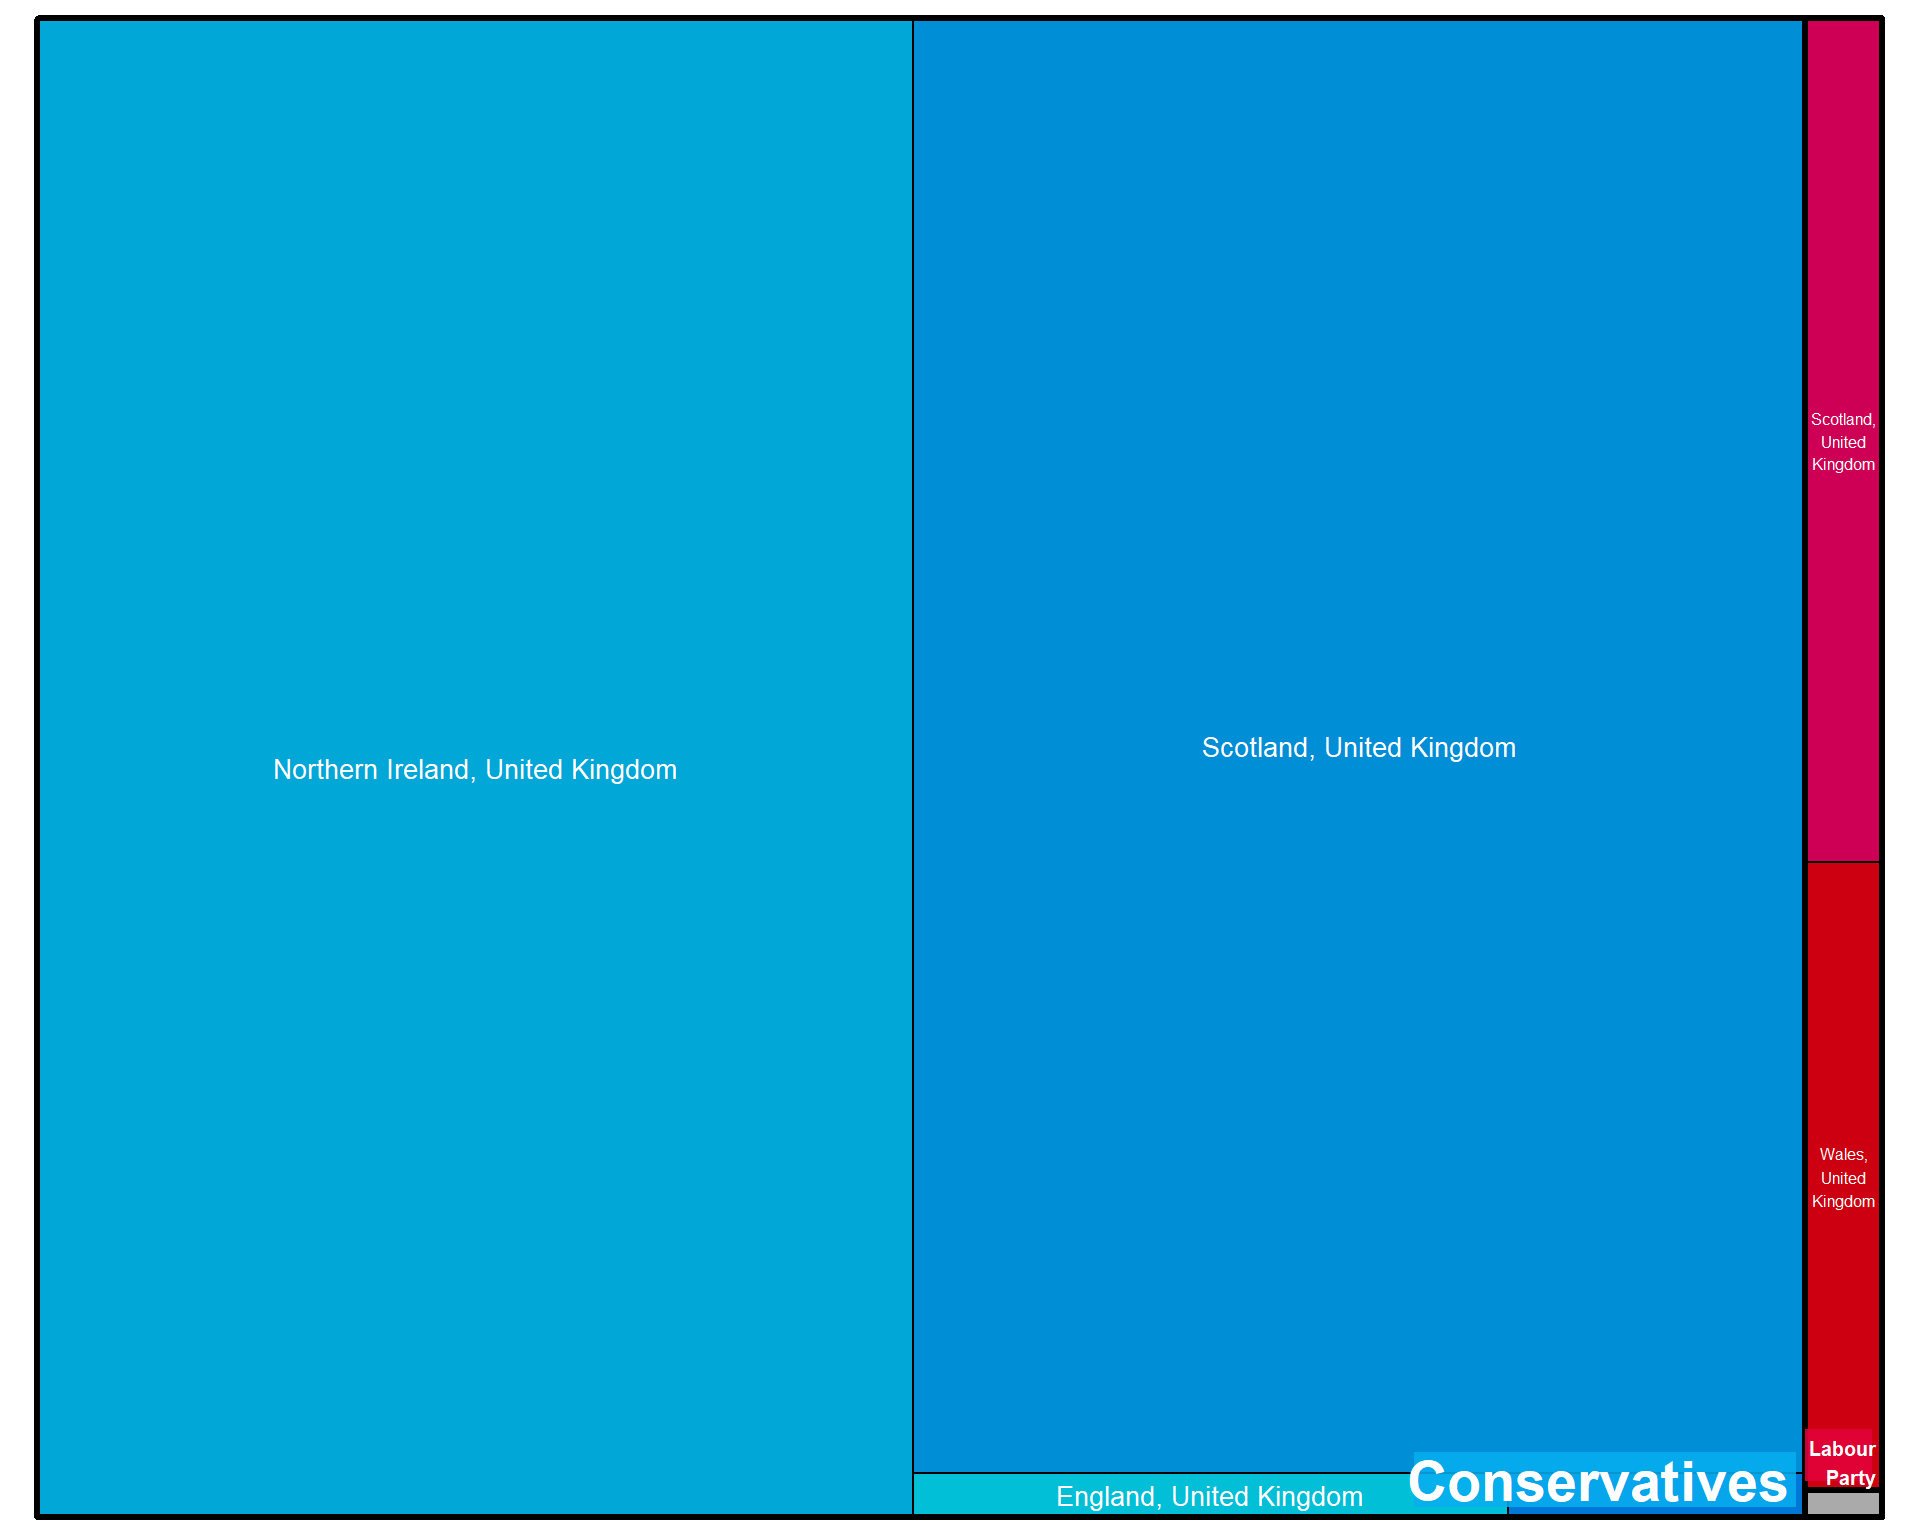 Northern Ireland, United Kingdom
Scotland, United Kingdom
England, United Kingdom
Conservatives
Scotland,
United
Kingdom
Wales,
United
Kingdom
Labour
Party